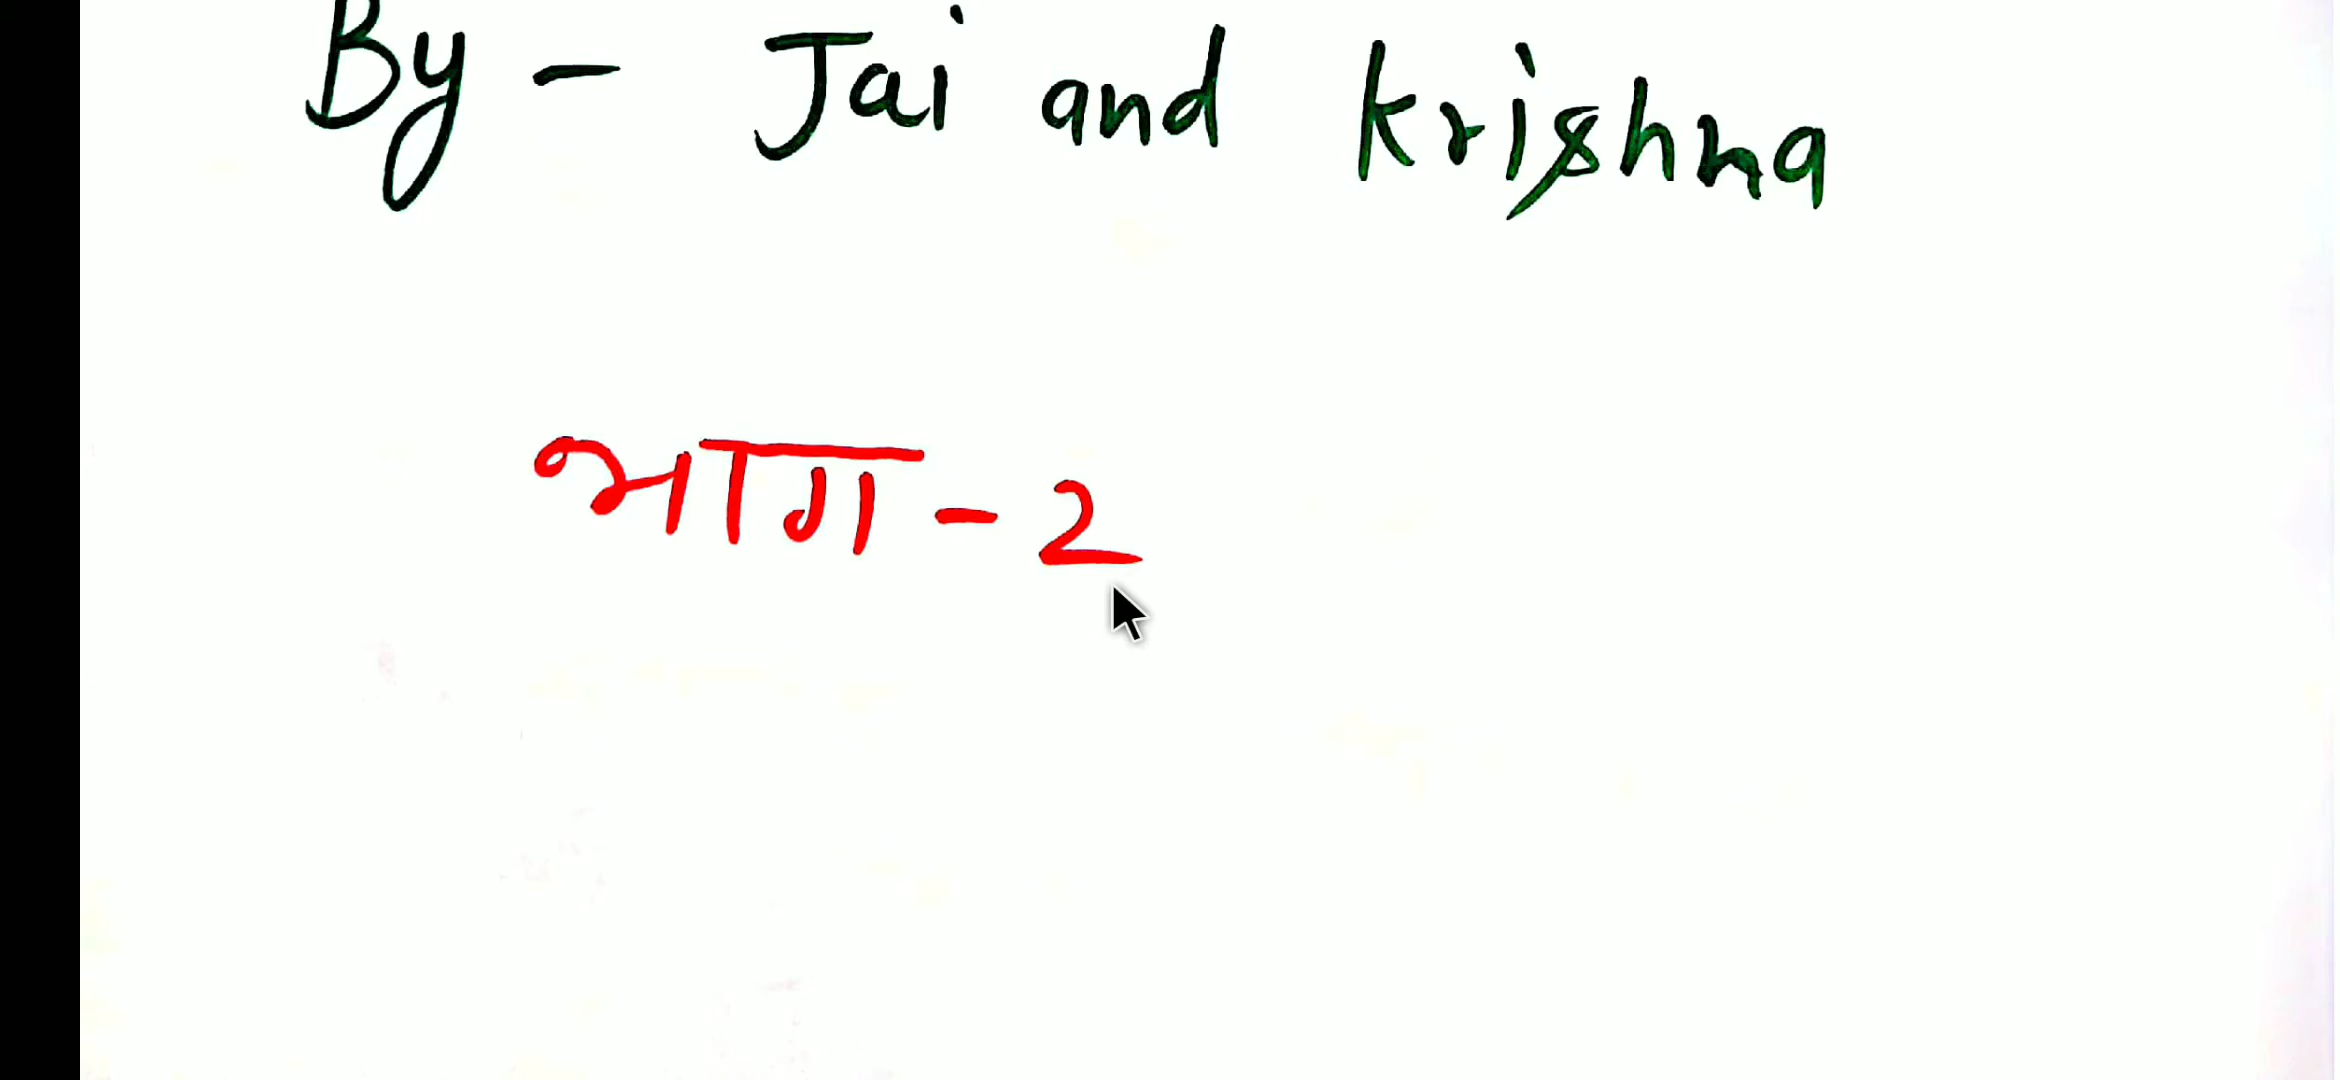 By - Jai and Krishna
भाग - 2